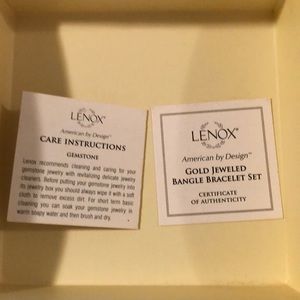 LENOX®
American by Design™
CARE INSTRUCTIONS
GEMSTONE
Lenox recommends cleaning and caring for your
gemstone jewelry with revitalizing delicate jewelry
cleaners. Before putting your gemstone jewelry into
its jewelry box you should always wipe it with a soft
cloth to remove excess dirt. For short term basic
cleaning you can soak your gemstone jewelry in
warm soapy water and then brush and dry.
LENOX®
American by Design™
GOLD JEWELED
BANGLE BRACELET SET
CERTIFICATE
OF AUTHENTICITY